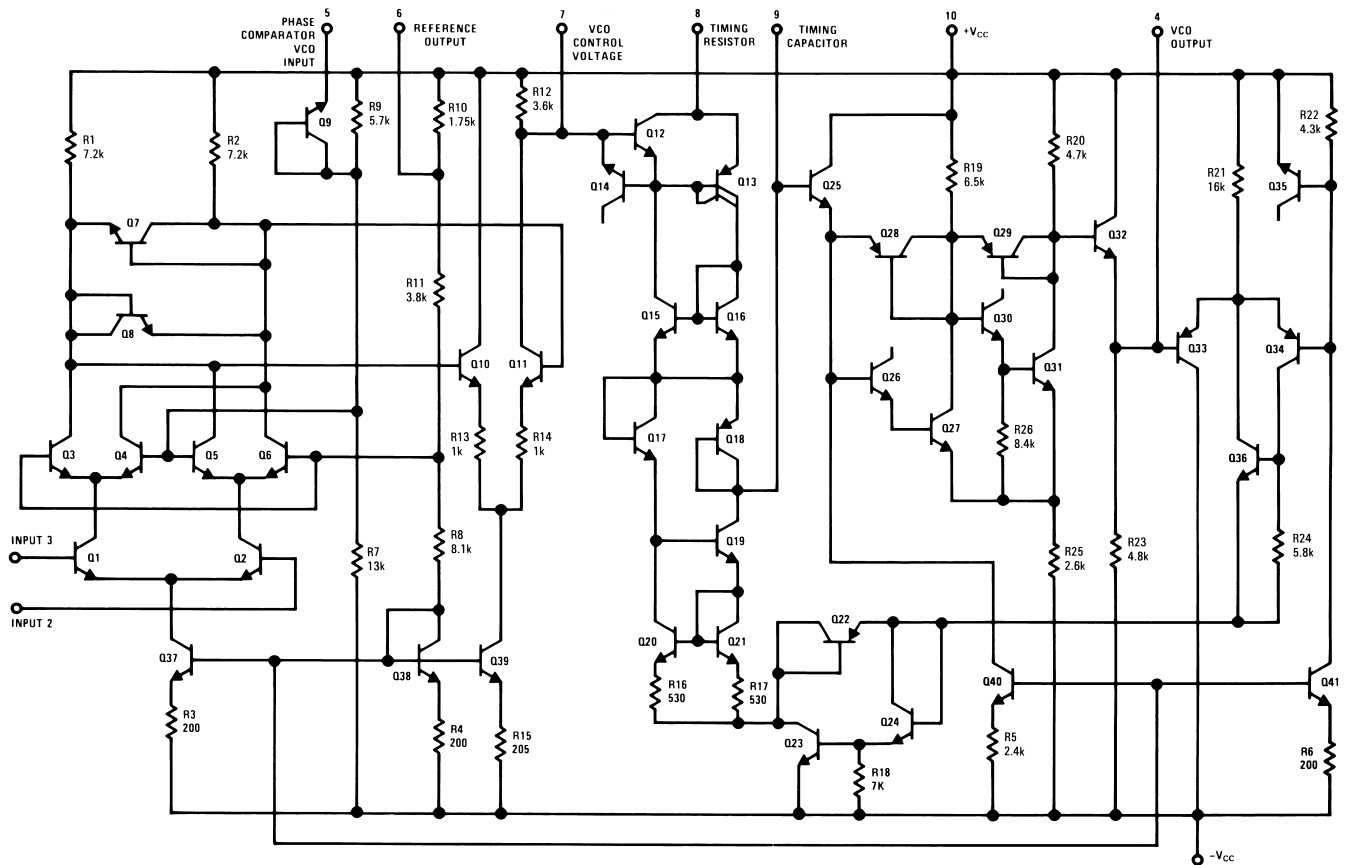 5
6
7
8
9
10
4
PHASE
COMPARATOR
VCO
INPUT
REFERENCE
OUTPUT
VCO
CONTROL
VOLTAGE
TIMING
RESISTOR
TIMING
CAPACITOR
+VCC
VCO
OUTPUT
R1
7.2k
R2
7.2k
Q9
R9
5.7k
R10
1.75k
R12
3.6k
Q12
Q14
Q13
Q25
R19
6.5k
R20
4.7k
R21
16k
Q35
R22
4.3k
Q7
Q8
R11
3.8k
Q28
Q29
Q32
Q15
Q16
Q30
Q10
Q11
Q26
Q31
Q33
Q34
Q3
Q4
Q5
Q6
R13
1k
R14
1k
Q17
Q18
Q27
R26
8.4k
Q36
INPUT 3
Q1
Q2
R7
13k
R8
8.1k
Q19
R25
2.6k
R23
4.8k
R24
5.8k
INPUT 2
Q37
Q38
Q39
Q20
Q21
Q22
Q40
Q41
R3
200
R4
200
R15
205
R16
530
R17
530
Q23
Q24
R18
7K
R5
2.4k
R6
200
-VCC